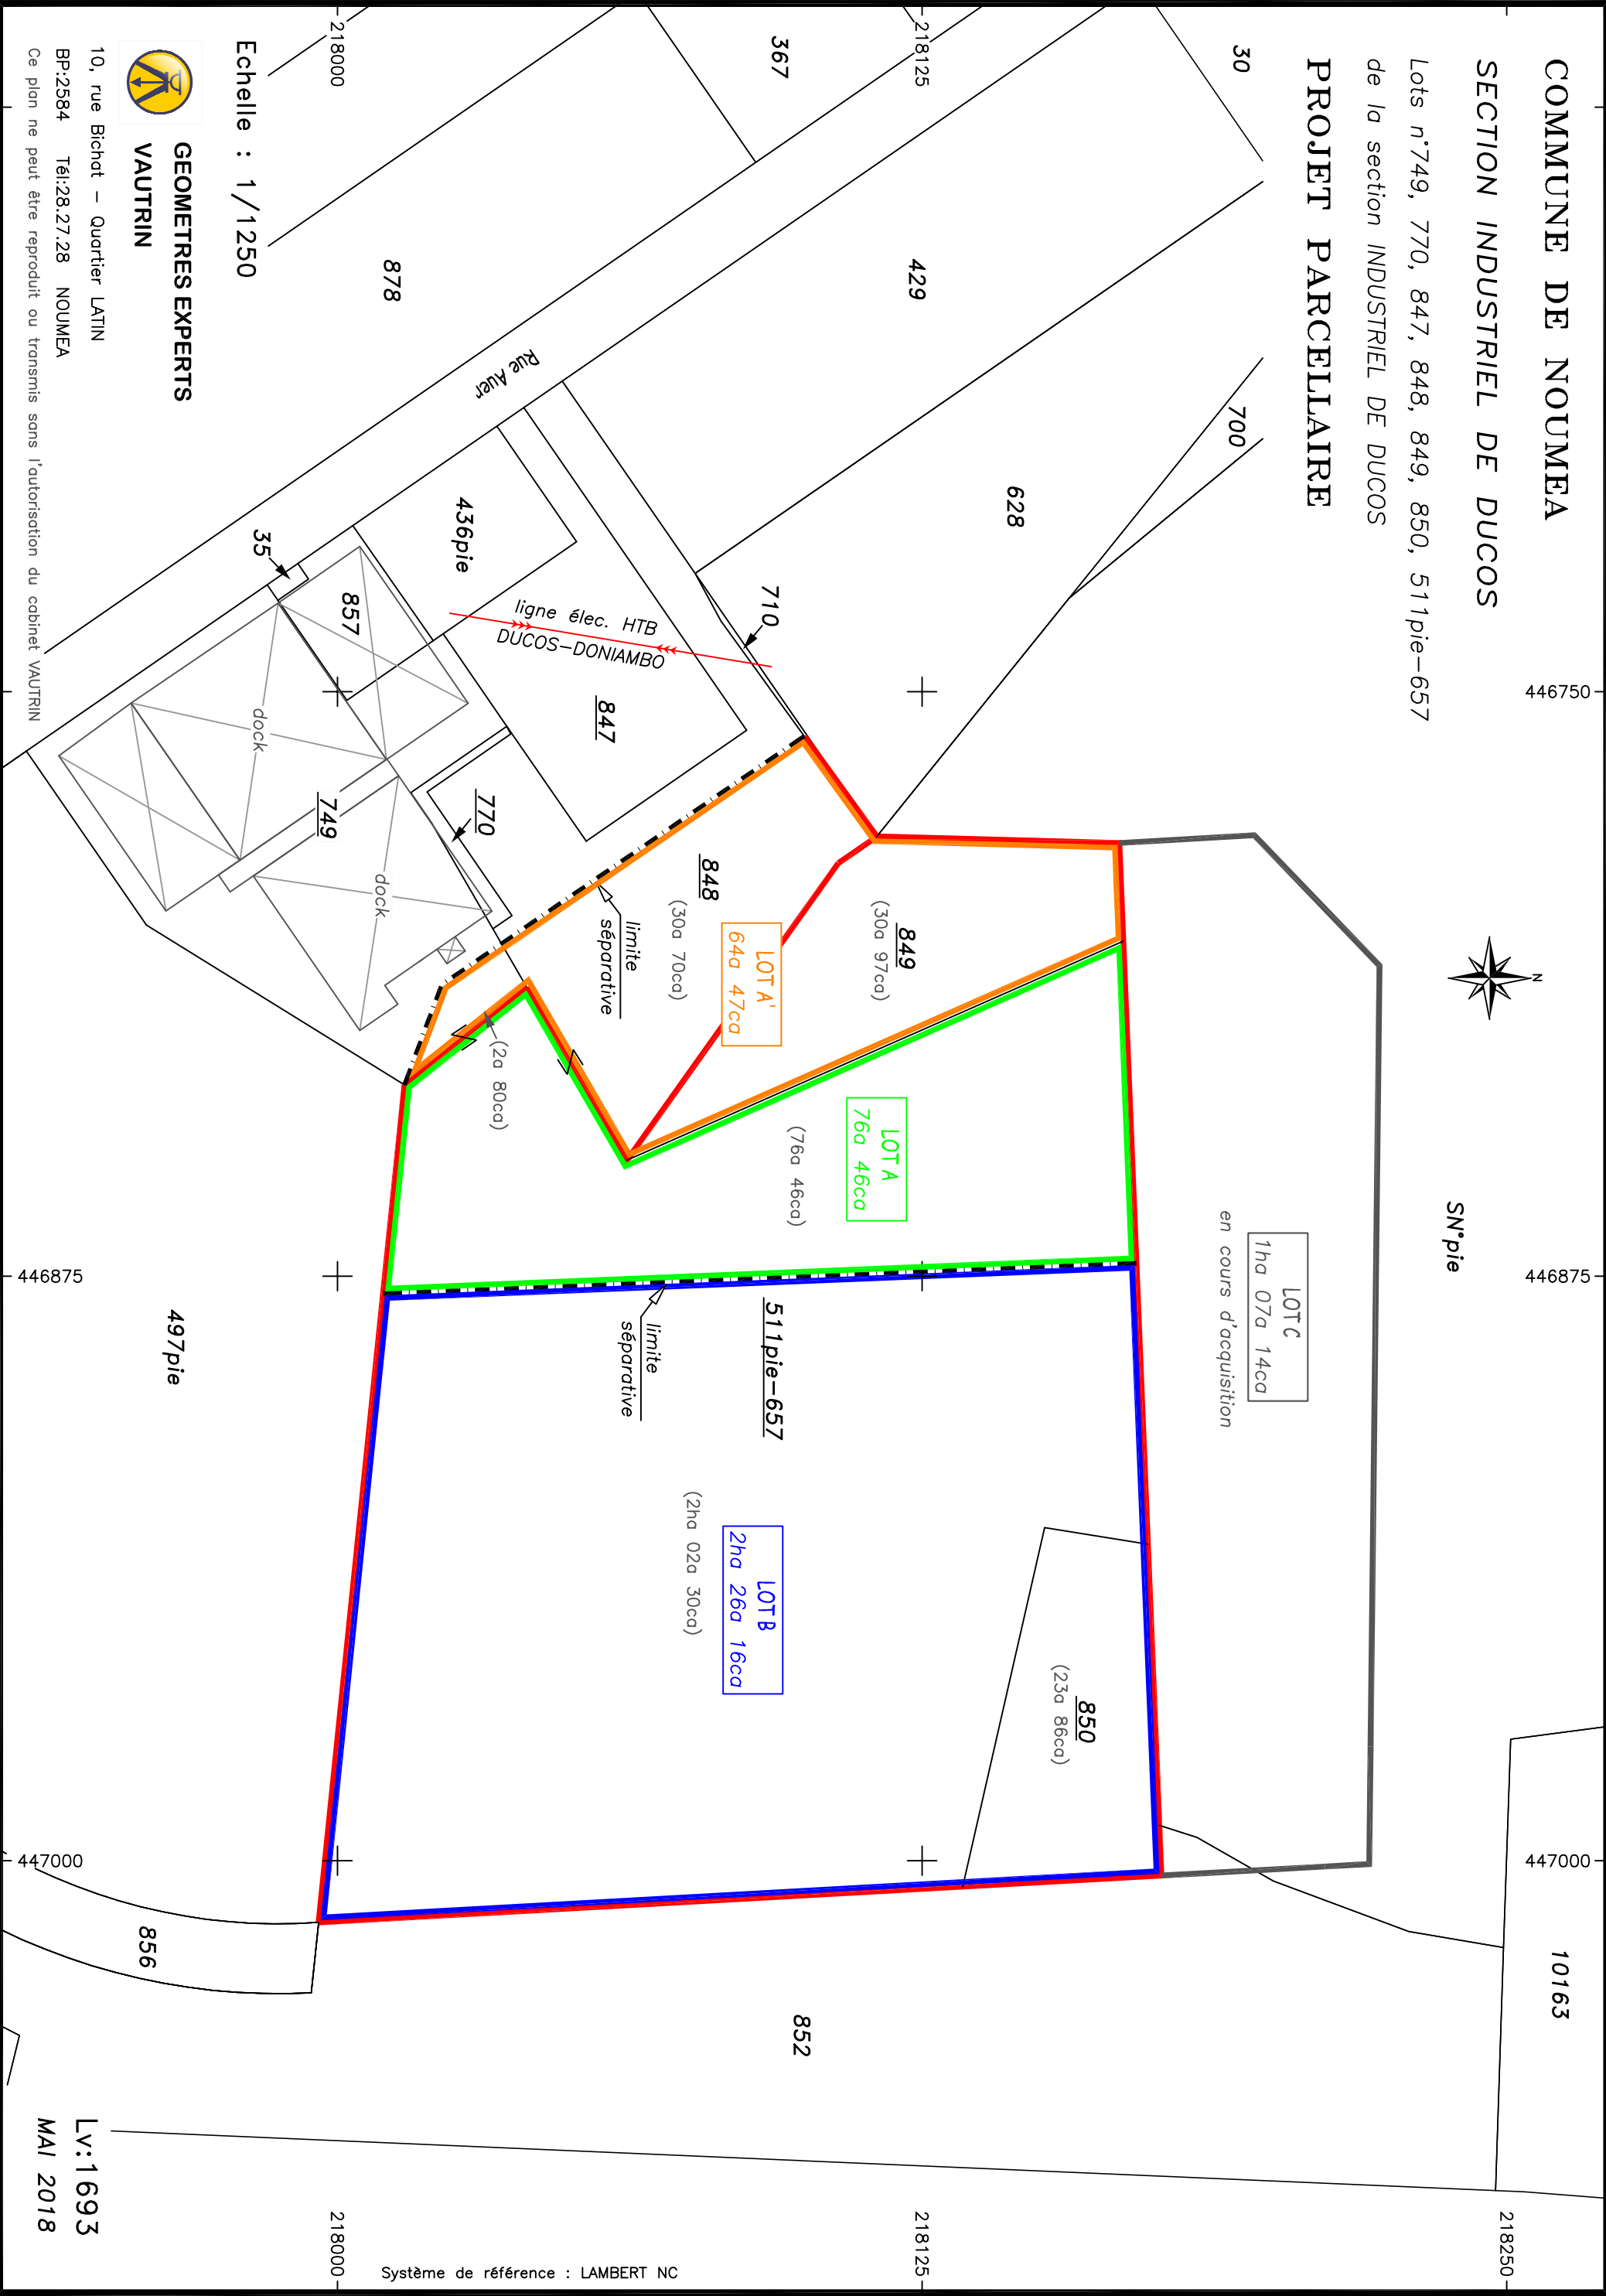 COMMUNE DE NOUMEA
SECTION INDUSTRIEL DE DUCOS
Lots n°749, 770, 847, 848, 849, 850, 511pie-657
de la section INDUSTRIEL DE DUCOS
PROJET PARCELLAIRE
446750
446875
447000
218250
218125
218000
N
SN°pie
10163
30
700
367
429
628
878
Rue Auer
710
436pie
ligne élec. HTB
DUCOS-DONIAMBO
847
35
857
dock
749
dock
770
848
(30a 70ca)
limite
séparative
849
(30a 97ca)
LOT A'
64a 47ca
(2a 80ca)
LOT A
76a 46ca
(76a 46ca)
LOT C
1ha 07a 14ca
en cours d'acquisition
511pie-657
limite
séparative
LOT B
2ha 26a 16ca
(2ha 02a 30ca)
850
(23a 86ca)
497pie
856
852
218125
218000
446875
447000
Echelle : 1/1250
GEOMETRES EXPERTS
VAUTRIN
10, rue Bichat - Quartier LATIN
BP:2584 Tél:28.27.28 NOUMEA
Ce plan ne peut être reproduit ou transmis sans l'autorisation du cabinet VAUTRIN
Lv:1693
MAI 2018
Système de référence : LAMBERT NC